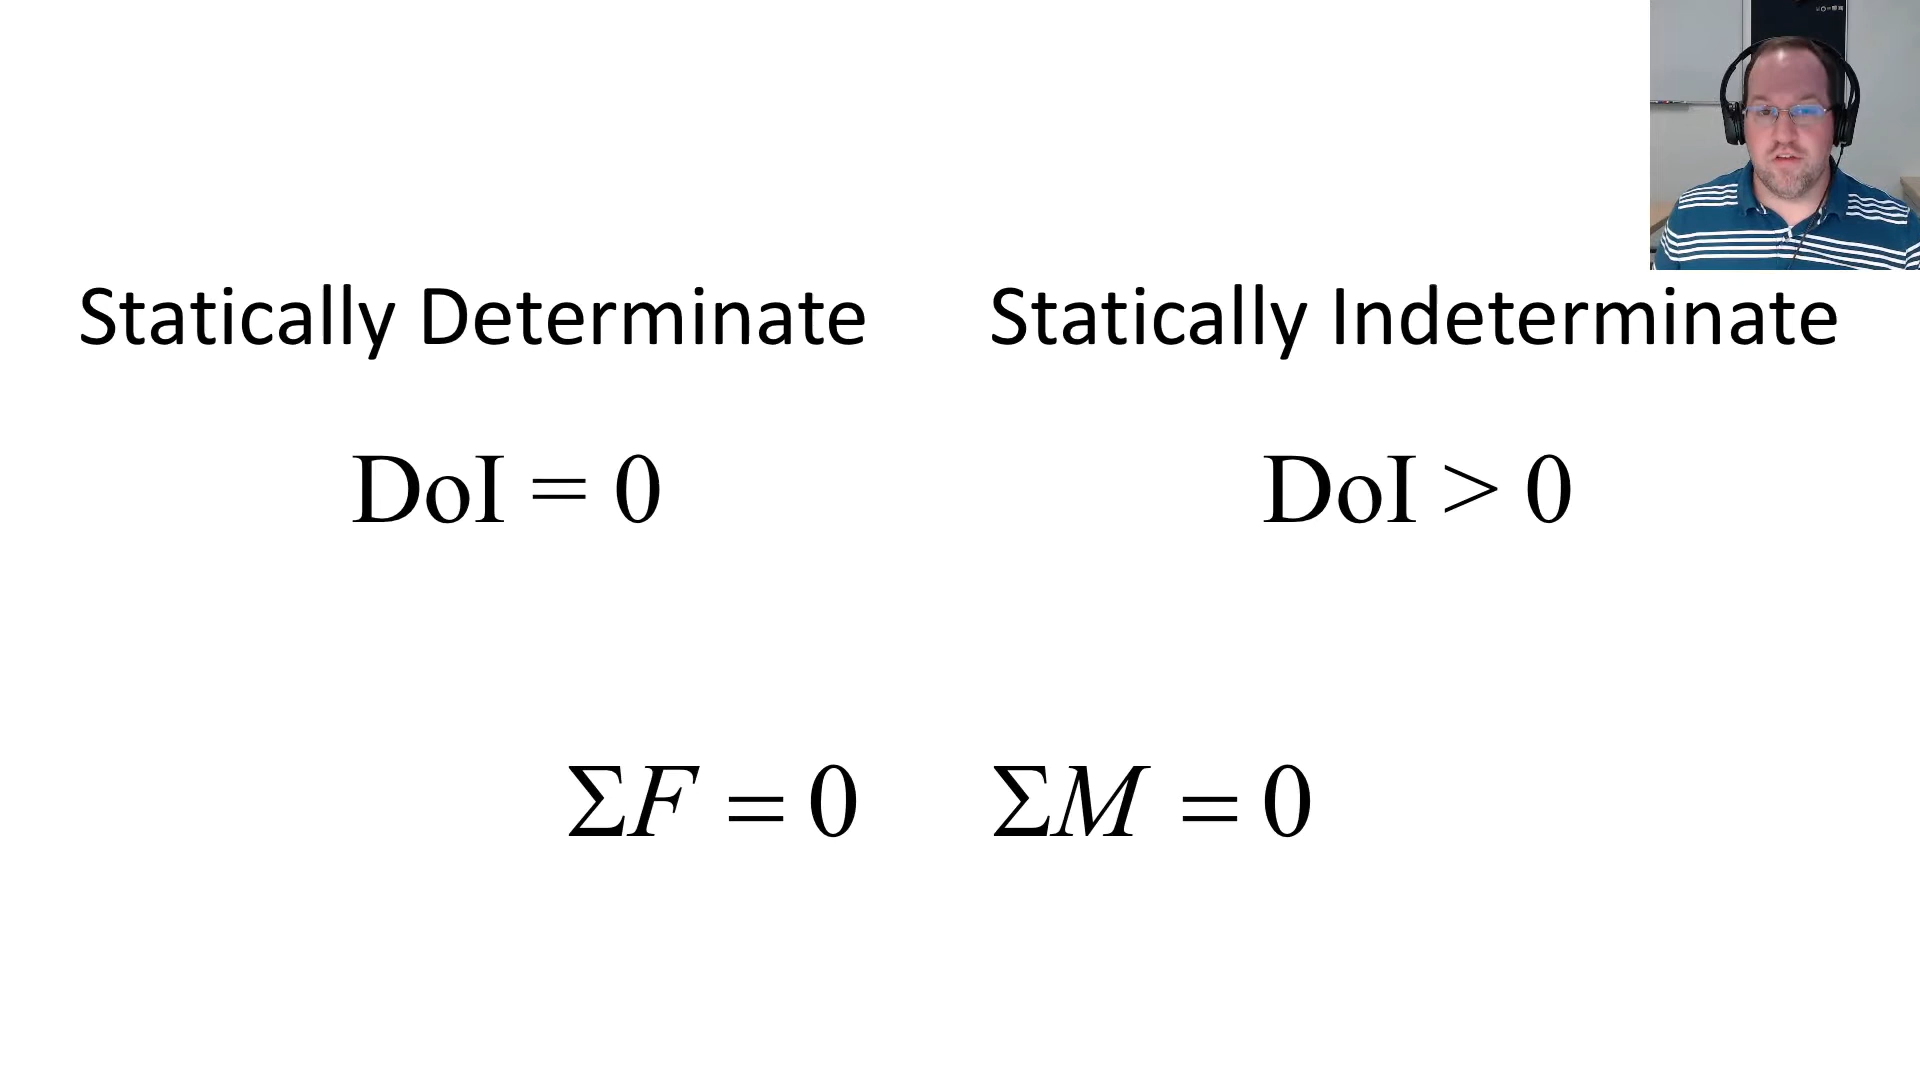 Statically Determinate
Statically Indeterminate
DoI = 0
DoI > 0
ΣF = 0
ΣM = 0